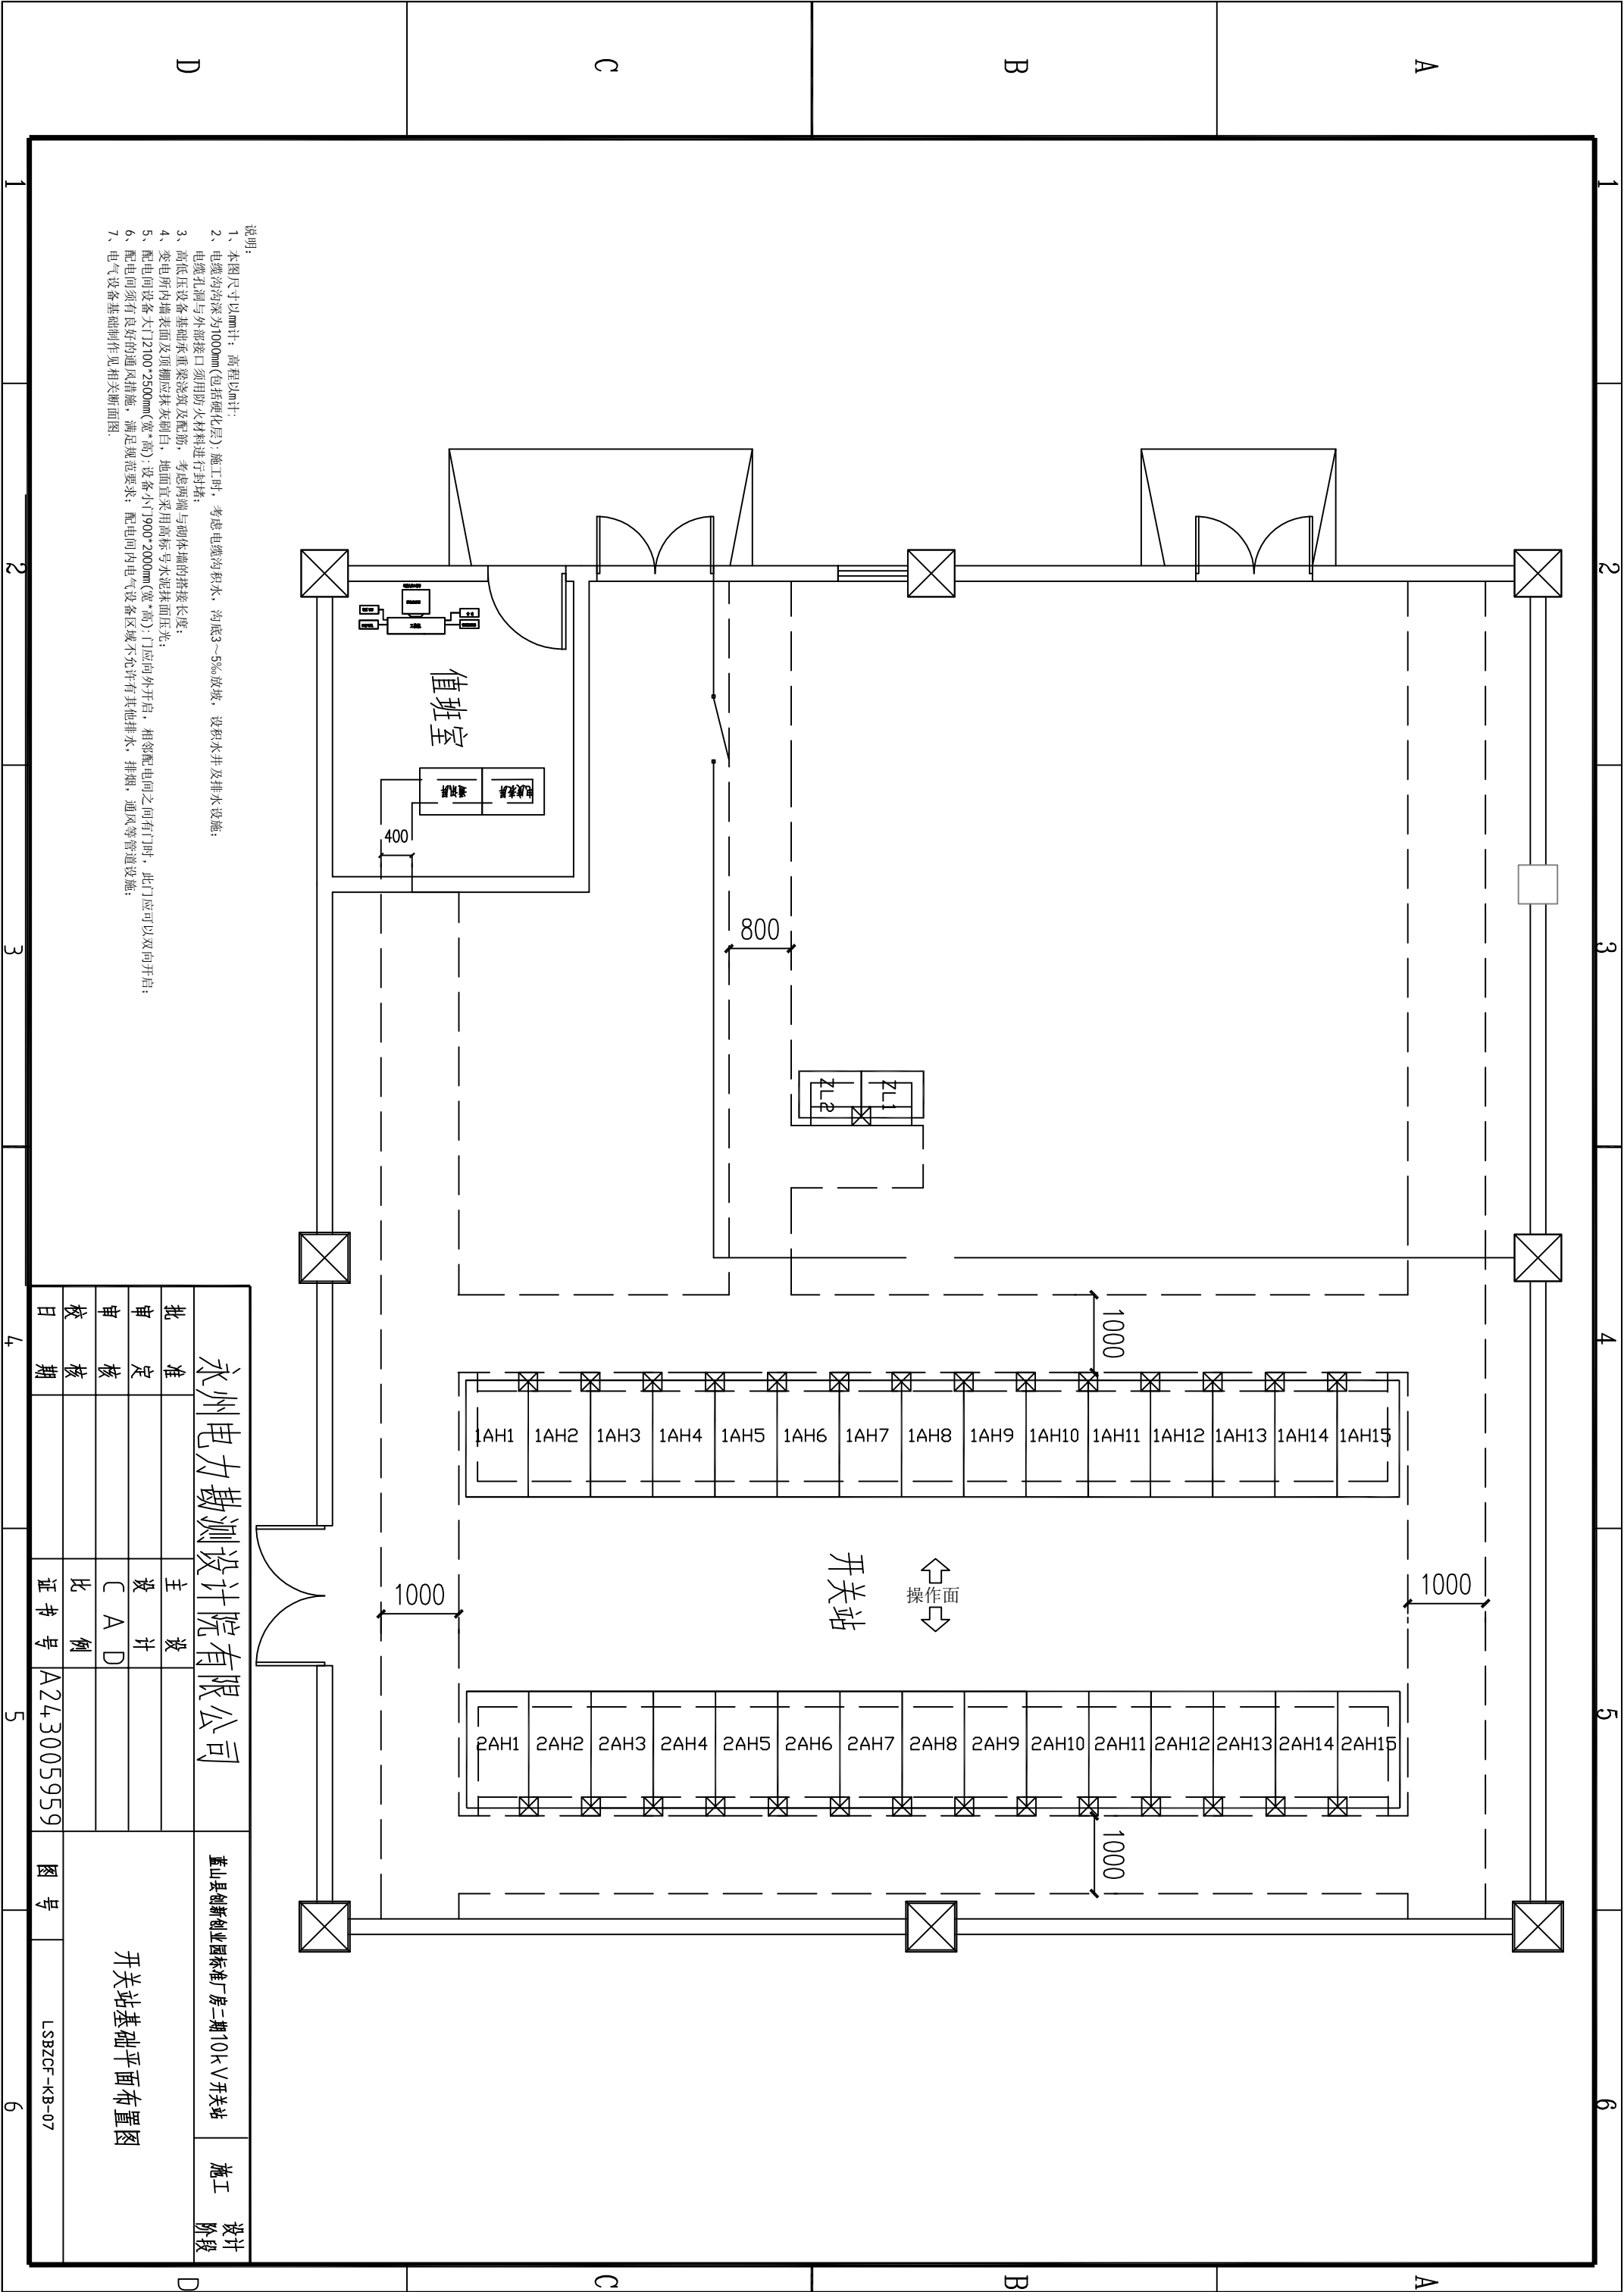 D
C
B
A
1
2
3
4
5
6
1
2
3
4
5
6
D
C
B
A
说明:
1、本图尺寸以mm计; 高程以m计;
2、电缆沟沟深为1000mm(包括硬化层); 施工时, 考虑电缆沟积水, 沟底3～5‰放坡, 设积水井及排水设施;
电缆孔洞与外部接口须用防火材料进行封堵;
3、高低压设备基础承重梁浇筑及配筋, 考虑两端与砌体墙的搭接长度;
4、变电所内墙表面及顶棚应抹灰刷白, 地面宜采用高标号水泥抹面压光;
5、配电间设备大门2100*2500mm(宽*高); 设备小门900*2000mm(宽*高); 门应向外开启, 相邻配电间之间有门时, 此门应可以双向开启;
6、配电间须有良好的通风措施, 满足规范要求; 配电间内电气设备区域不允许有其他排水, 排烟, 通风等管道设施;
7、电气设备基础制作见相关断面图.
值班室
通讯屏
电度表屏
400
800
ZL2
ZL1
1000
1AH1 1AH2 1AH3 1AH4 1AH5 1AH6 1AH7 1AH8 1AH9 1AH10 1AH11 1AH12 1AH13 1AH14 1AH15
1000
开关站
操作面
1000
2AH1 2AH2 2AH3 2AH4 2AH5 2AH6 2AH7 2AH8 2AH9 2AH10 2AH11 2AH12 2AH13 2AH14 2AH15
1000
永州电力勘测设计院有限公司
蓝山县创新创业园标准厂房二期10kV开关站
施工
设计
阶段
批准
主设
审定
设计
审核
CAD
校核
比例
日期
证书号
A243005959
开关站基础平面布置图
图号
LSBZCF-KB-07